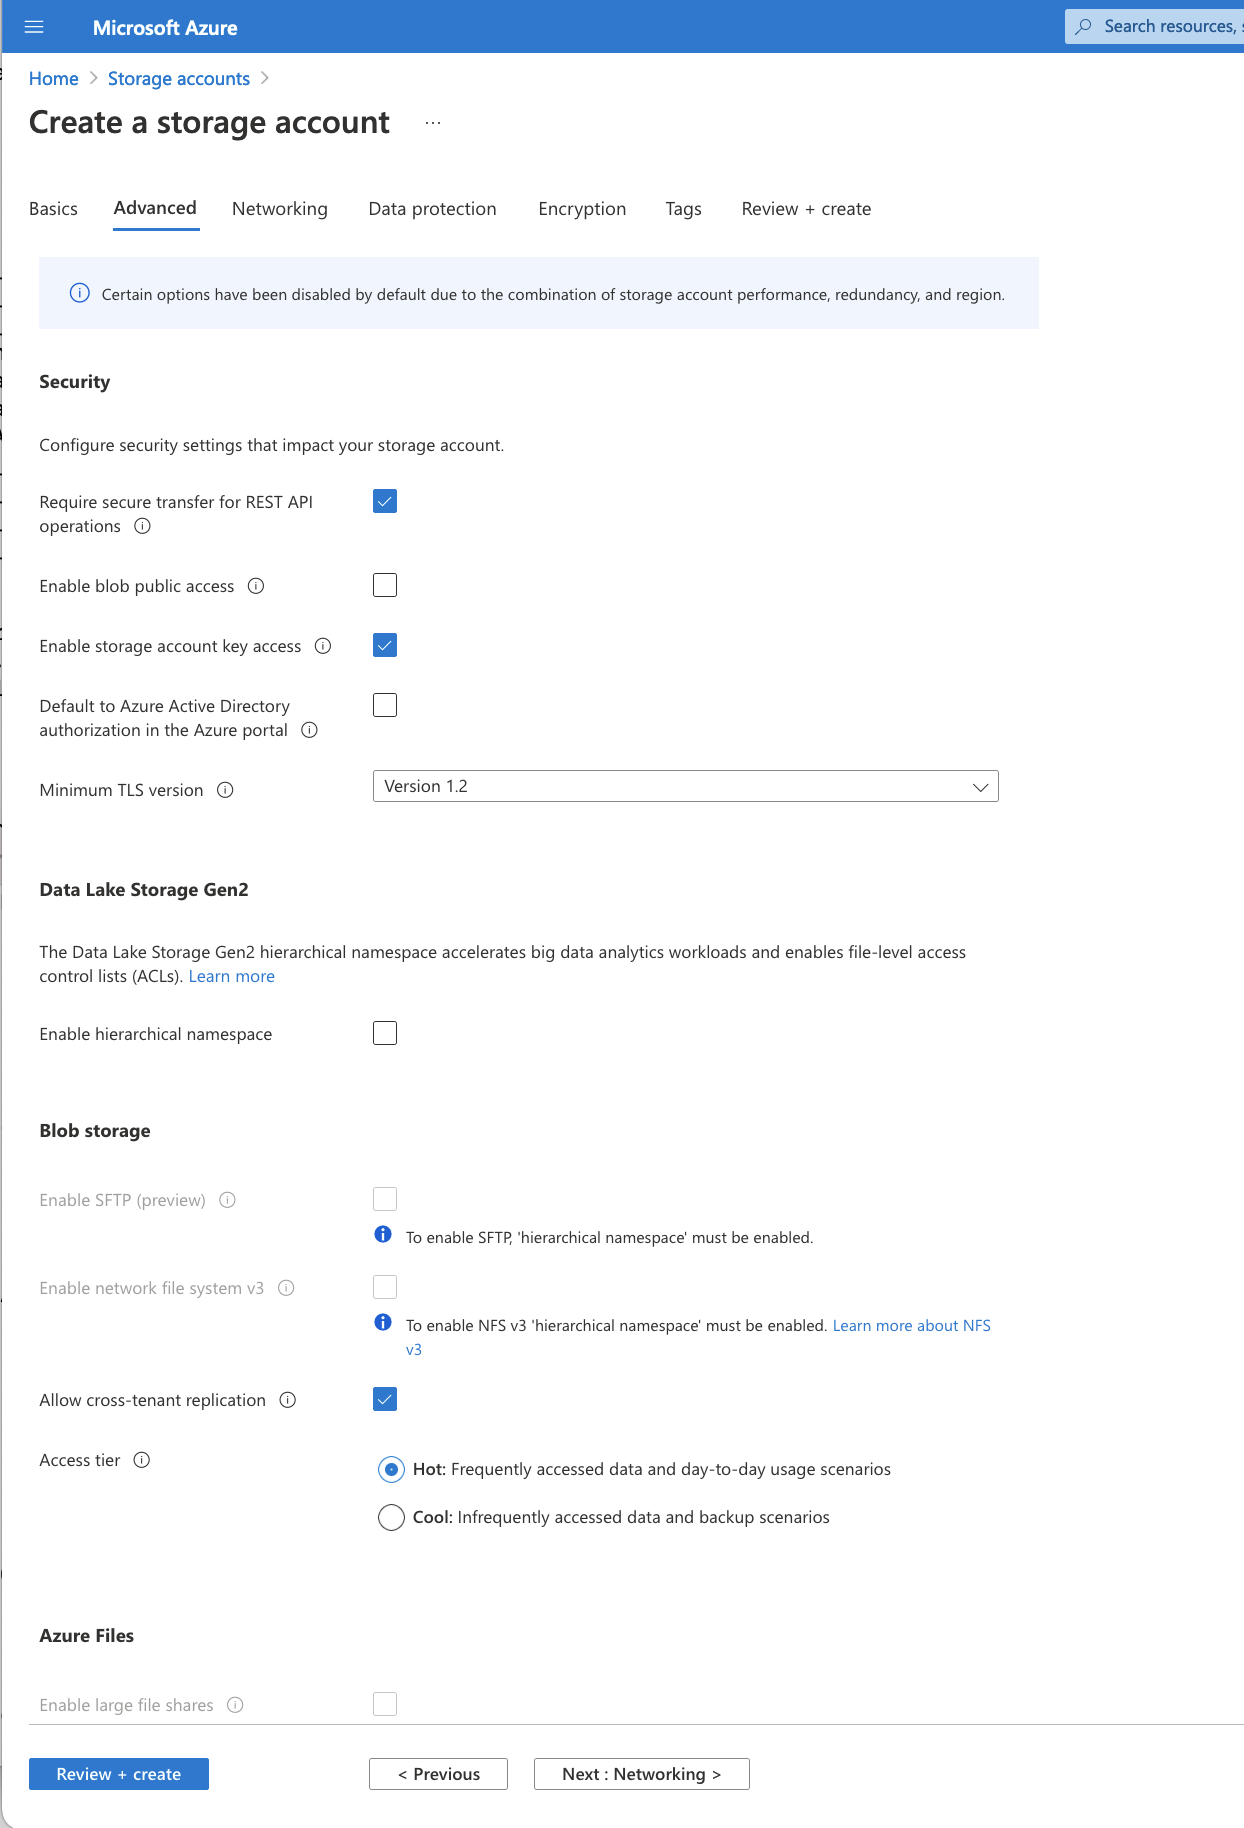 Microsoft Azure
Search resources,
Home > Storage accounts >
Create a storage account ...
Basics Advanced Networking Data protection Encryption Tags Review + create
Certain options have been disabled by default due to the combination of storage account performance, redundancy, and region.
Security
Configure security settings that impact your storage account.
Require secure transfer for REST API
operations
Enable blob public access
Enable storage account key access
Default to Azure Active Directory
authorization in the Azure portal
Minimum TLS version
Version 1.2
Data Lake Storage Gen2
The Data Lake Storage Gen2 hierarchical namespace accelerates big data analytics workloads and enables file-level access
control lists (ACLs). Learn more
Enable hierarchical namespace
Blob storage
Enable SFTP (preview)
To enable SFTP, 'hierarchical namespace' must be enabled.
Enable network file system v3
To enable NFS v3 'hierarchical namespace' must be enabled. Learn more about NFS
v3
Allow cross-tenant replication
Access tier
Hot: Frequently accessed data and day-to-day usage scenarios
Cool: Infrequently accessed data and backup scenarios
Azure Files
Enable large file shares
Review + create
< Previous
Next : Networking >